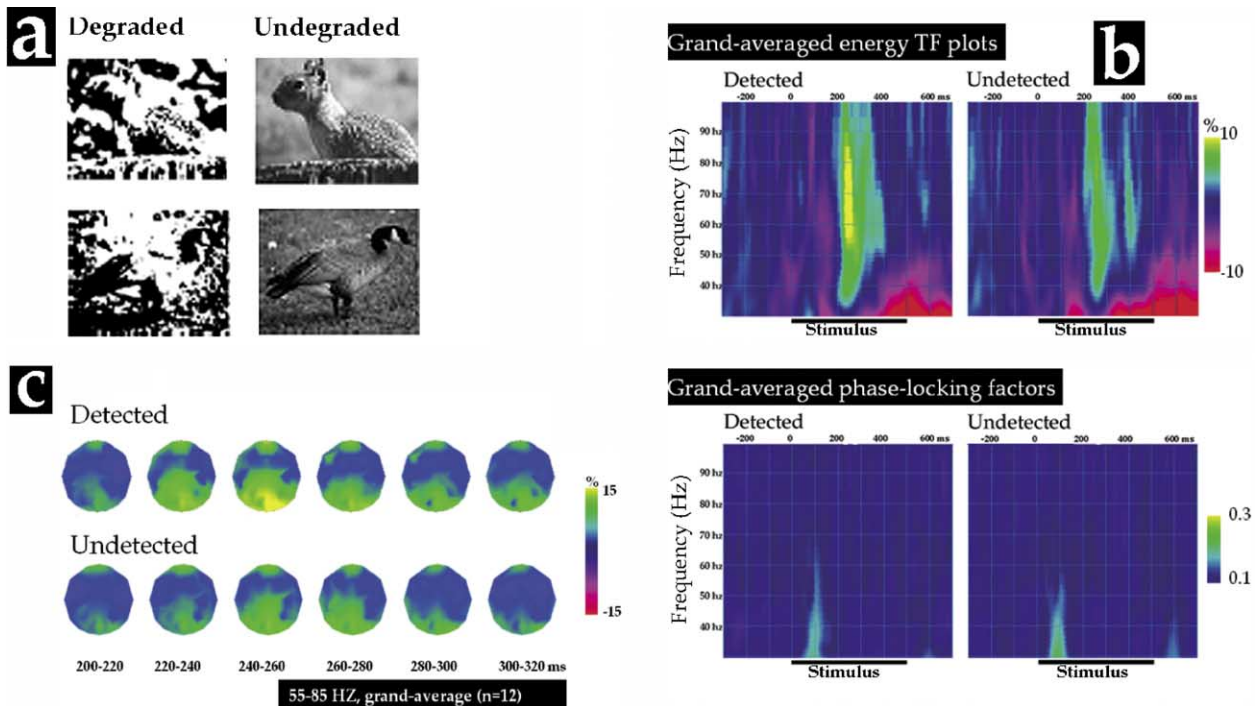 a
Degraded
Undegraded
b
Grand-averaged energy TF plots
Detected
Undetected
-200 0 200 400 600 ms
-200 0 200 400 600 ms
Frequency (Hz)
90 hz
80 hz
70 hz
60 hz
50 hz
40 hz
%
10
-10
Stimulus
Stimulus
c
Detected
Undetected
%
15
-15
200-220 220-240 240-260 260-280 280-300 300-320 ms
55-85 HZ, grand-average (n=12)
Grand-averaged phase-locking factors
Detected
Undetected
-200 0 200 400 600 ms
-200 0 200 400 600 ms
Frequency (Hz)
90 hz
80 hz
70 hz
60 hz
50 hz
40 hz
0.3
0.1
Stimulus
Stimulus